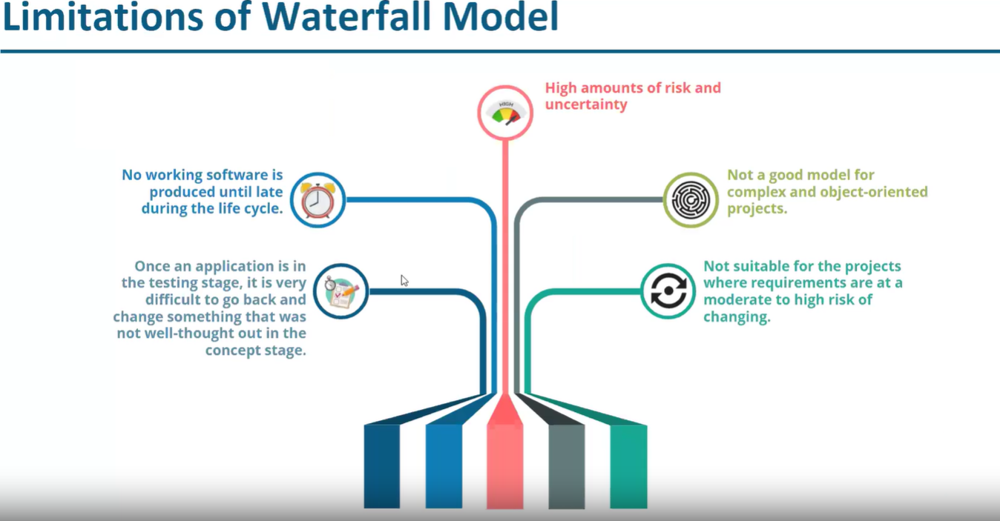 Limitations of Waterfall Model
High amounts of risk and
uncertainty
HIGH
No working software is
produced until late
during the life cycle.
Not a good model for
complex and object-oriented
projects.
Once an application is in
the testing stage, it is very
difficult to go back and
change something that was
not well-thought out in the
concept stage.
Not suitable for the projects
where requirements are at a
moderate to high risk of
changing.